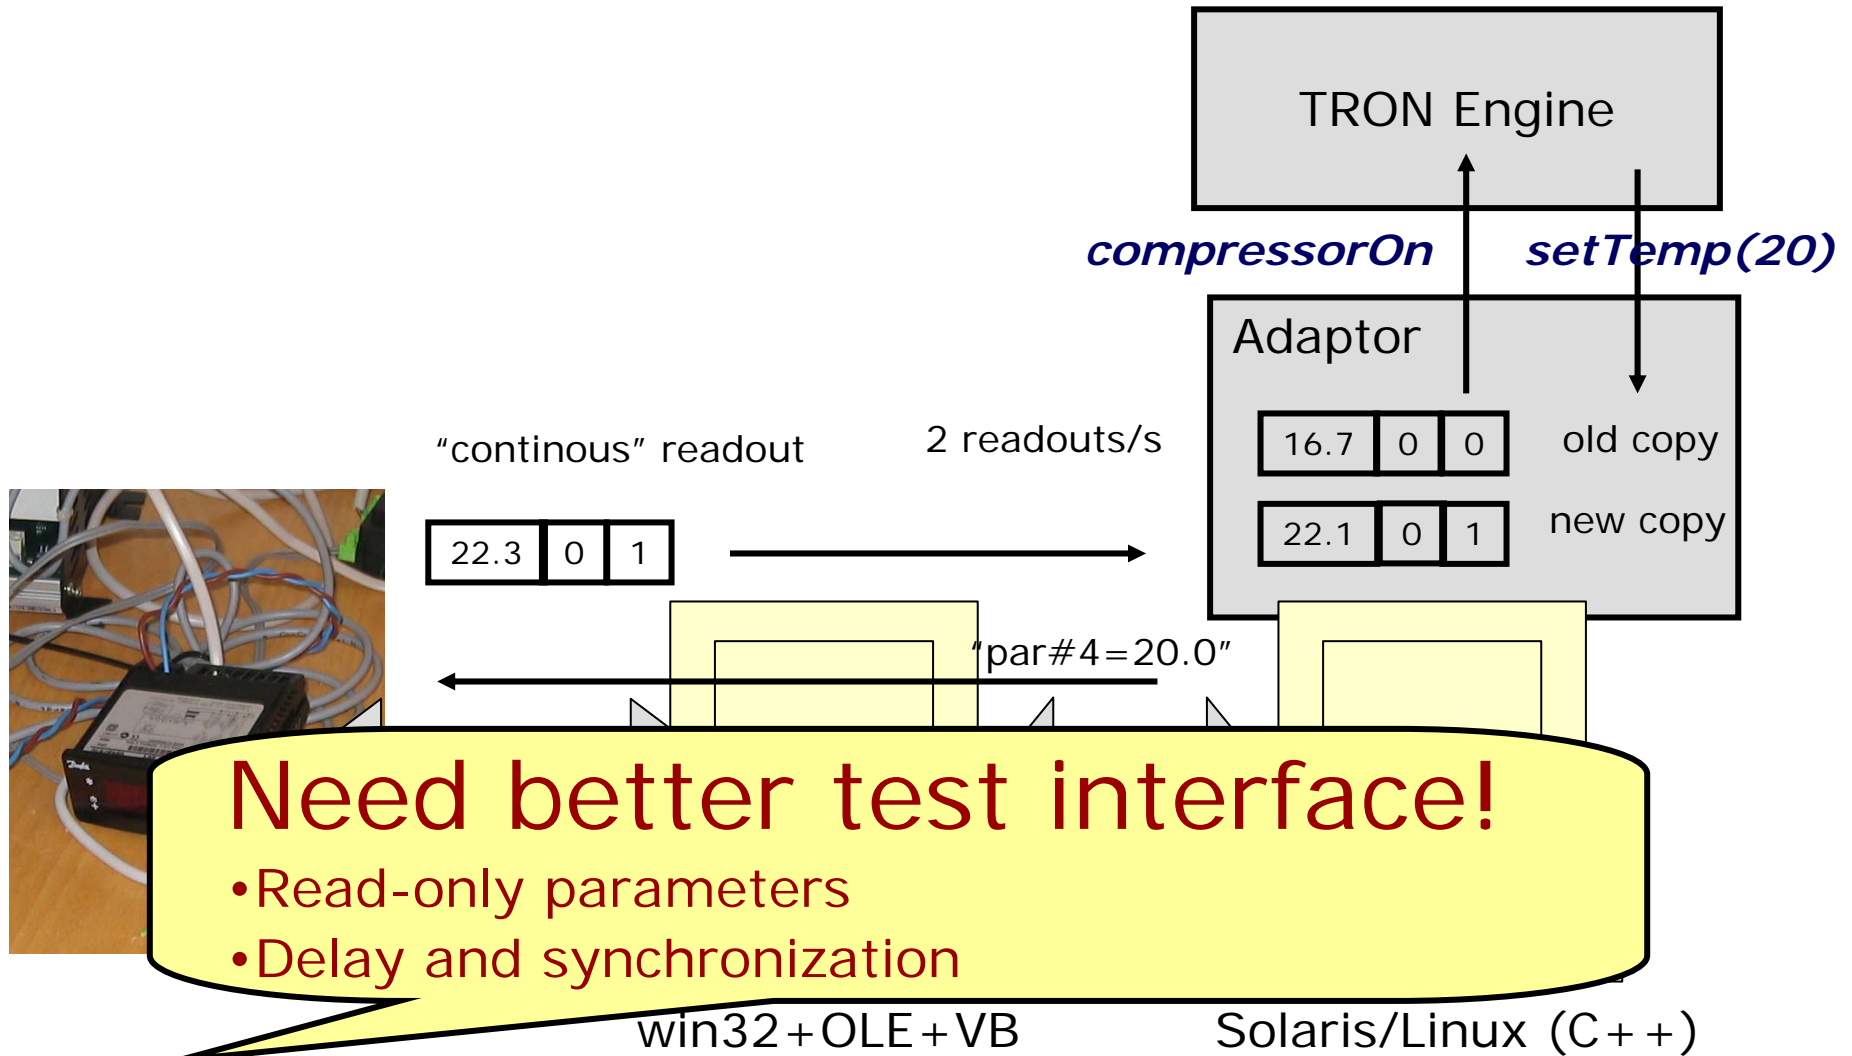 TRON Engine
compressorOn
setTemp(20)
Adaptor
"continous" readout
2 readouts/s
16.7 0 0
old copy
22.3 0 1
22.1 0 1
new copy
"par#4=20.0"
Need better test interface!
•Read-only parameters
•Delay and synchronization
win32+OLE+VB
Solaris/Linux (C++)